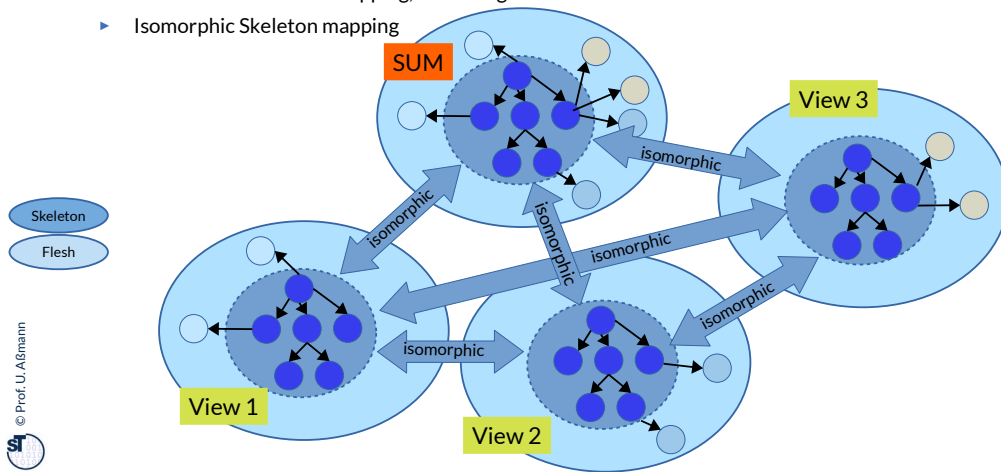 ► Isomorphic Skeleton mapping
SUM
View 3
isomorphic
isomorphic
isomorphic
isomorphic
Skeleton
Flesh
isomorphic
isomorphic
View 1
View 2
© Prof. U. Aßmann
ST